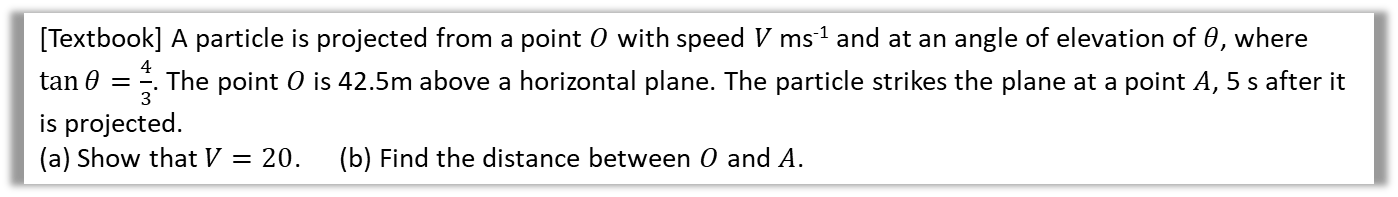 [Textbook] A particle is projected from a point O with speed V ms⁻¹ and at an angle of elevation of θ, where
tan θ = 4/3. The point O is 42.5m above a horizontal plane. The particle strikes the plane at a point A, 5 s after it
is projected.
(a) Show that V = 20. (b) Find the distance between O and A.